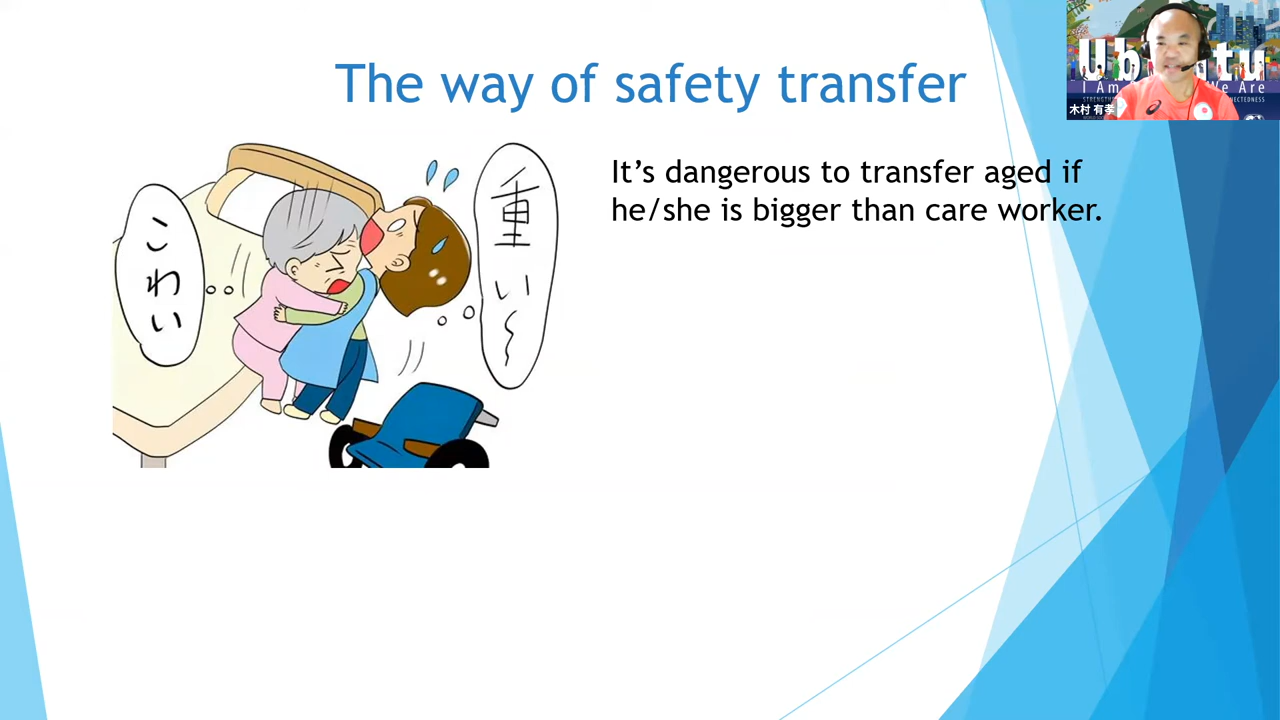 The way of safety transfer
It's dangerous to transfer aged if
he/she is bigger than care worker.
こわい
重い〜
木村 有孝